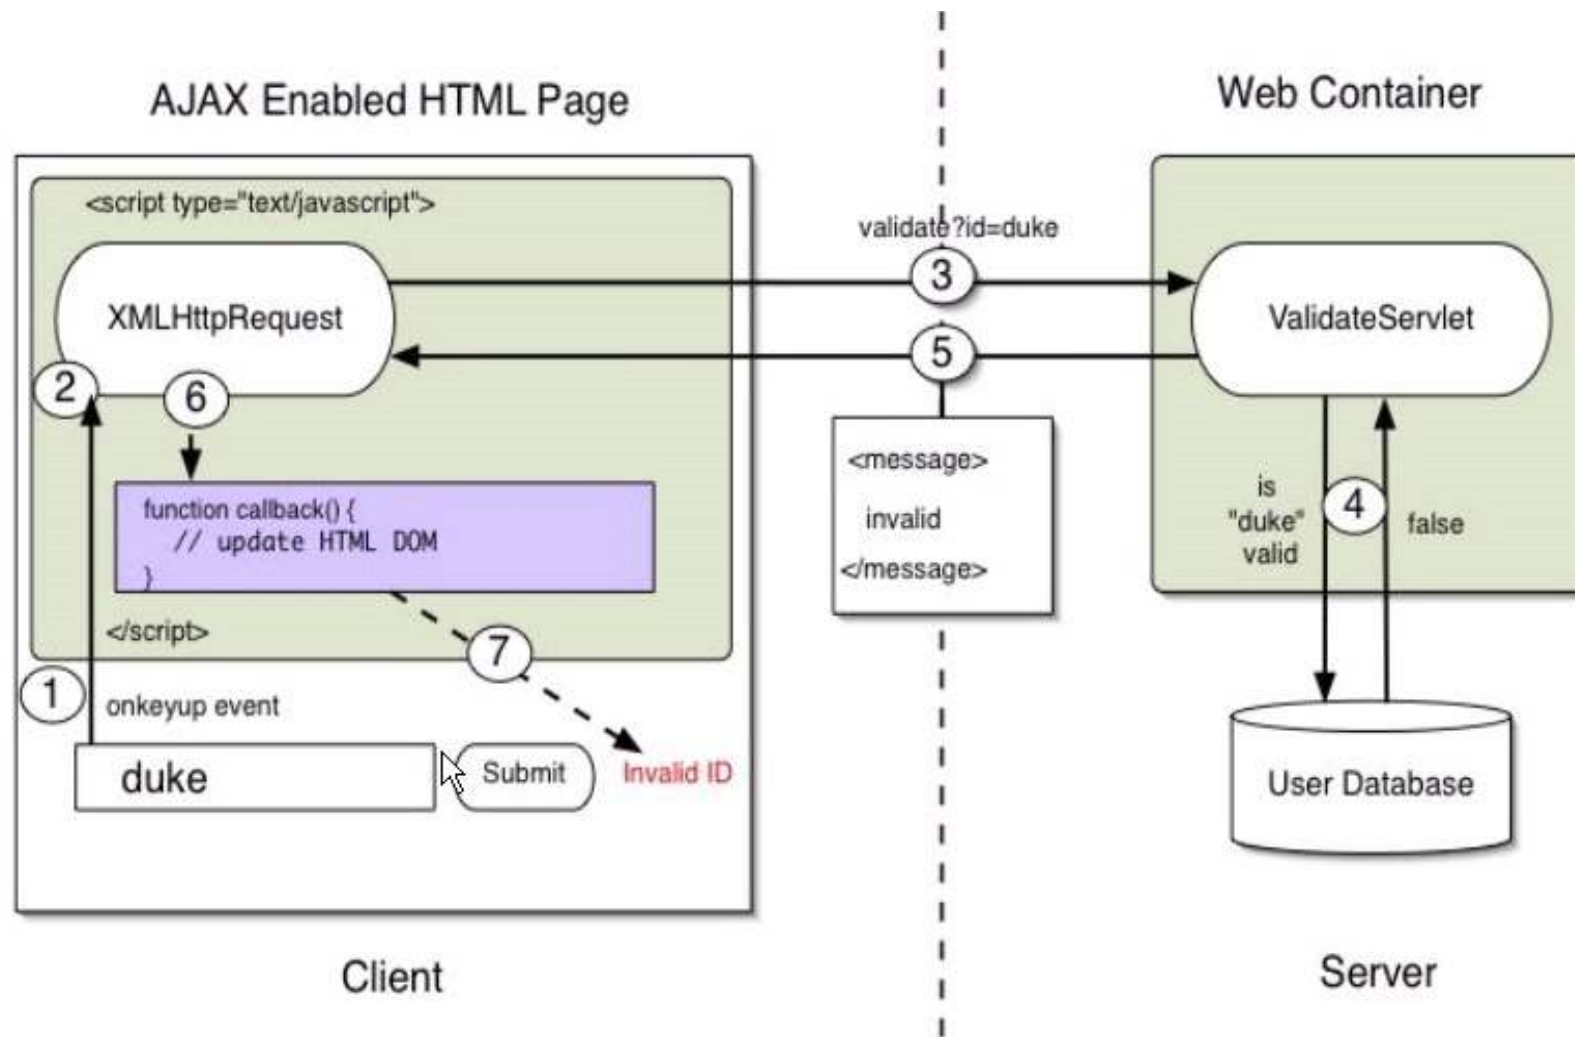 AJAX Enabled HTML Page
Web Container
<script type="text/javascript">
validate?id=duke
3
XMLHttpRequest
ValidateServlet
5
2
6
<message>
invalid
</message>
is
"duke"
valid
4
false
function callback() {
// update HTML DOM
}
</script>
7
1
onkeyup event
duke
Submit
Invalid ID
User Database
Client
Server